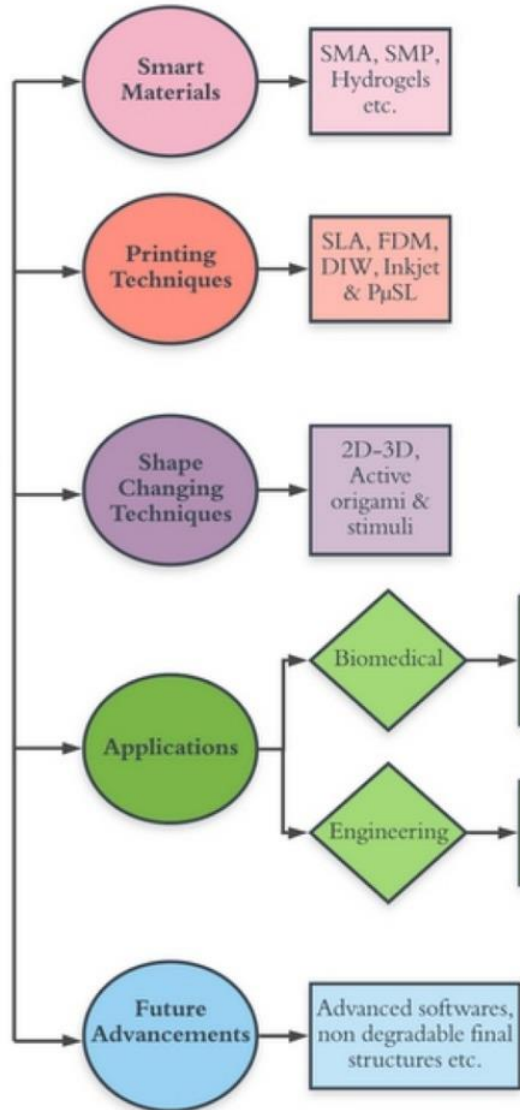 Smart
Materials
SMA, SMP,
Hydrogels
etc.
Printing
Techniques
SLA, FDM,
DIW, Inkjet
& PµSL
Shape
Changing
Techniques
2D-3D,
Active
origami &
stimuli
Applications
Biomedical
Engineering
Future
Advancements
Advanced softwares,
non degradable final
structures etc.